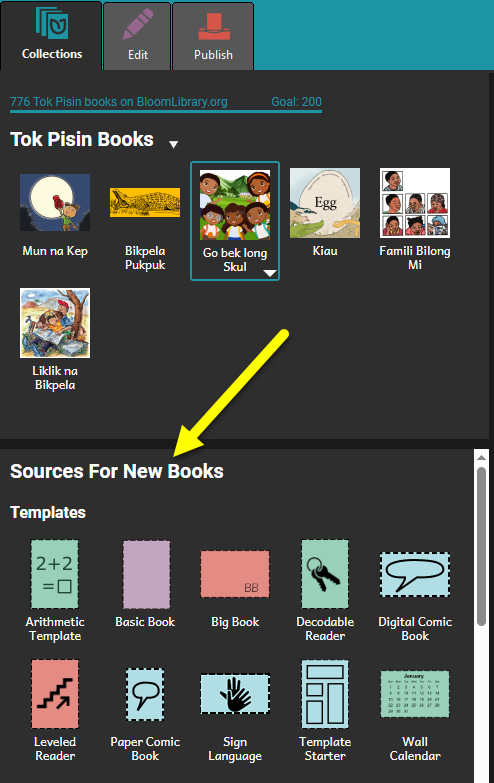 Collections
Edit
Publish
776 Tok Pisin books on BloomLibrary.org
Goal: 200
Tok Pisin Books
Mun na Kep
Bikpela
Pukpuk
Go bek long
Skul
Egg
Kiau
Famili Bilong
Mi
Liklik na
Bikpela
Sources For New Books
Templates
2+2
=
Arithmetic
Template
Basic Book
BB
Big Book
Decodable
Reader
Digital Comic
Book
Leveled
Reader
Paper Comic
Book
Sign
Language
Template
Starter
January
Wall
Calendar